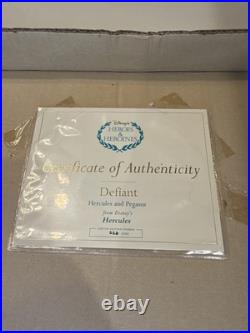 Disney's
HEROES
& HEROINES
Certificate of Authenticity
Defiant
Hercules and Pegasus
from Disney's
Hercules